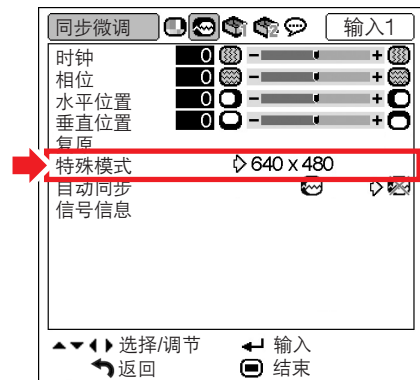 同步微调 输入1
时钟 0 - +
相位 0 - +
水平位置 0 - +
垂直位置 0 - +
复原
特殊模式 640 x 480
自动同步
信号信息
选择/调节 输入
返回 结束